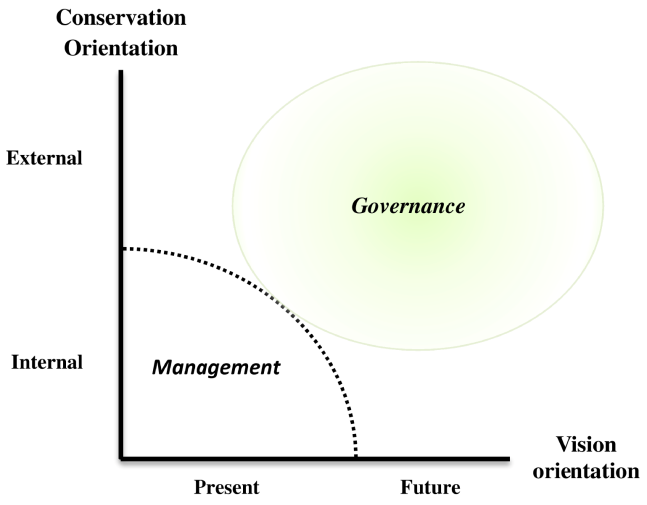 Conservation
Orientation
External
Governance
Internal
Management
Vision
orientation
Present
Future